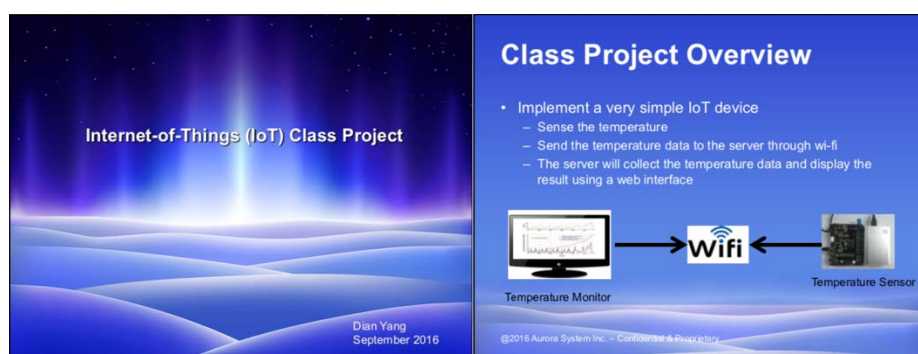 Internet-of-Things (IoT) Class Project
Dian Yang
September 2016
Class Project Overview
• Implement a very simple IoT device
– Sense the temperature
– Send the temperature data to the server through wi-fi
– The server will collect the temperature data and display the
result using a web interface
Wifi
Temperature Monitor
Temperature Sensor
@2016 Aurora System Inc. – Confidential & Proprietary